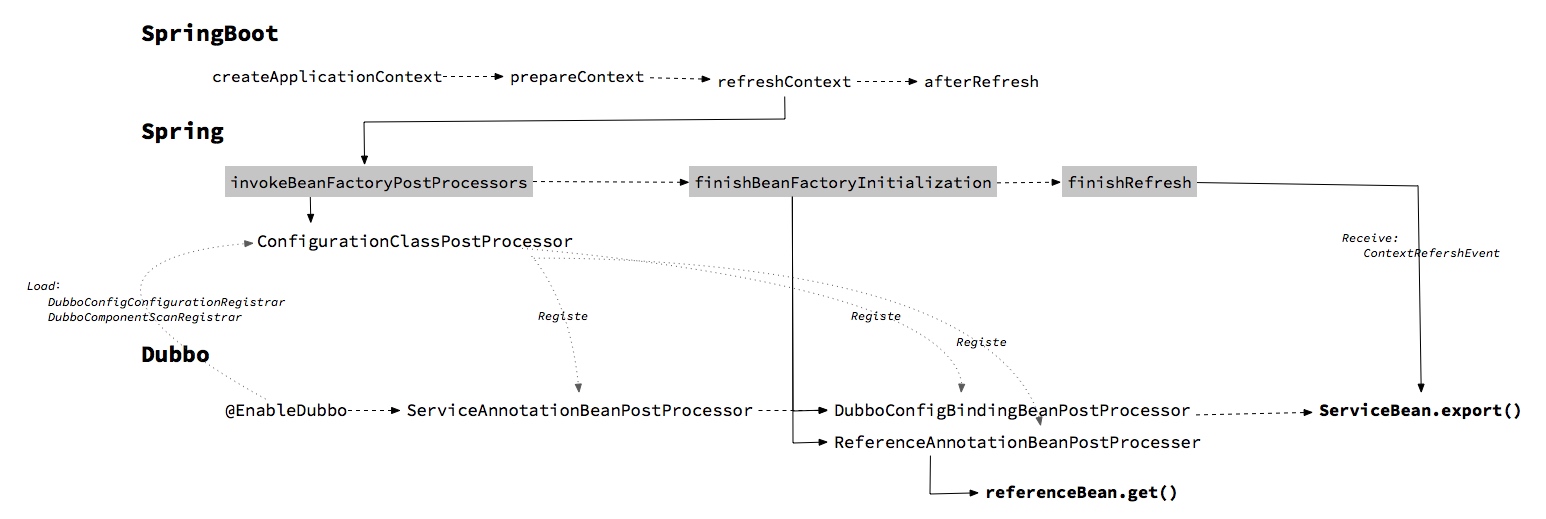 SpringBoot
createApplicationContext
prepareContext
refreshContext
afterRefresh
Spring
invokeBeanFactoryPostProcessors
finishBeanFactoryInitialization
finishRefresh
ConfigurationClassPostProcessor
Receive:
ContextRefershEvent
Load:
DubboConfigConfigurationRegistrar
DubboComponentScanRegistrar
Registe
Registe
Registe
Dubbo
@EnableDubbo
ServiceAnnotationBeanPostProcessor
DubboConfigBindingBeanPostProcessor
ServiceBean.export()
ReferenceAnnotationBeanPostProcesser
referenceBean.get()